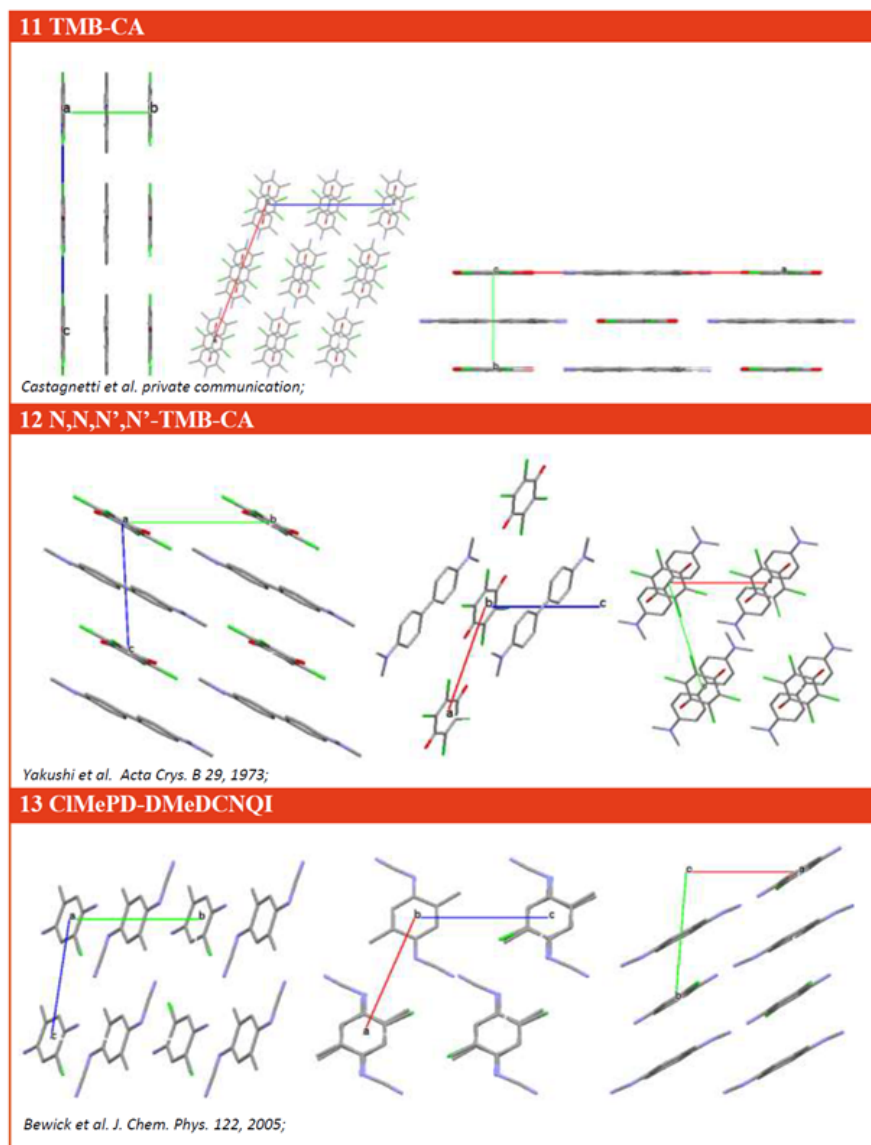 11 TMB-CA
a
b
c
c
a
b
Castagnetti et al. private communication;
12 N,N,N’,N’-TMB-CA
a
b
c
b
c
a
Yakushi et al. Acta Crys. B 29, 1973;
13 ClMePD-DMeDCNQI
a
b
c
b
c
a
c
a
b
Bewick et al. J. Chem. Phys. 122, 2005;